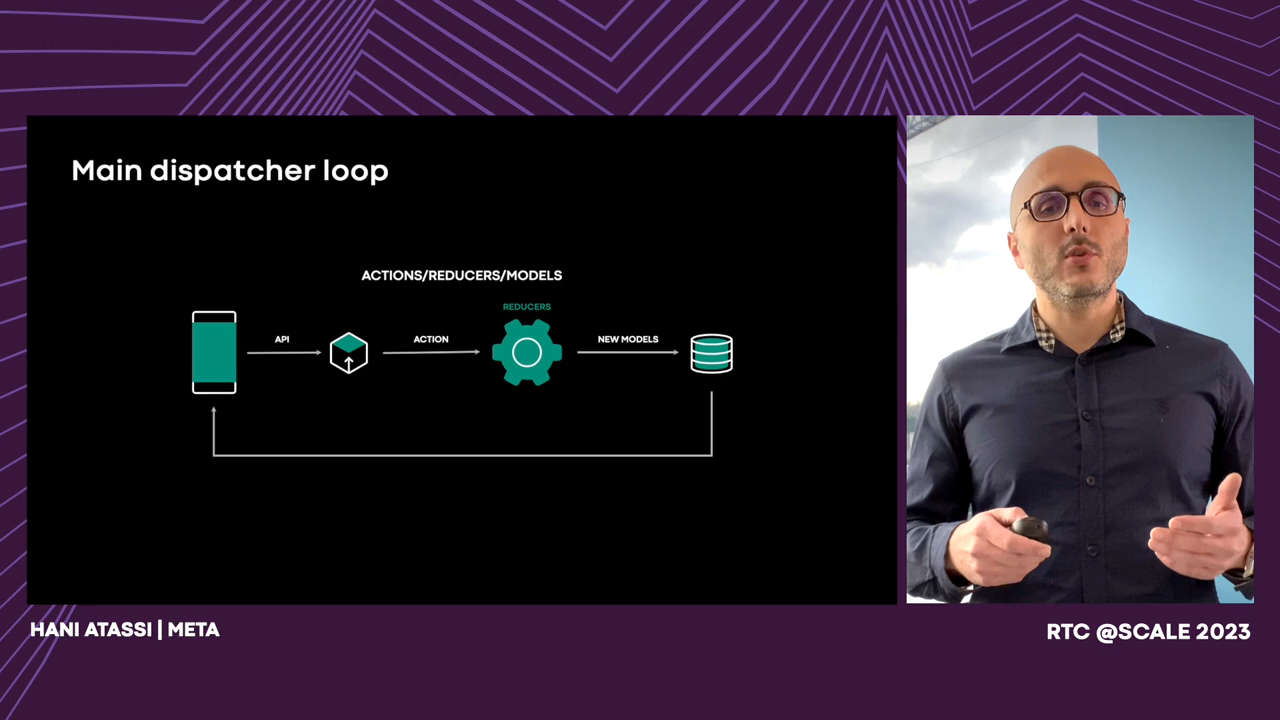 Main dispatcher loop
ACTIONS/REDUCERS/MODELS
REDUCERS
API
ACTION
NEW MODELS
HANI ATASSI | META
RTC @SCALE 2023